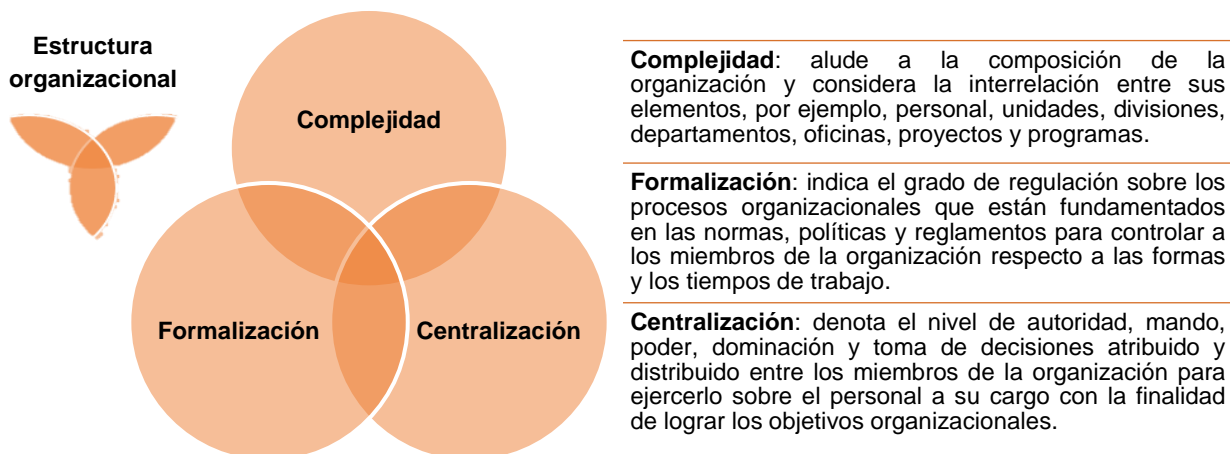 Estructura
organizacional
Complejidad
Formalización
Centralización
Complejidad: alude a la composición de la
organización y considera la interrelación entre sus
elementos, por ejemplo, personal, unidades, divisiones,
departamentos, oficinas, proyectos y programas.
Formalización: indica el grado de regulación sobre los
procesos organizacionales que están fundamentados
en las normas, políticas y reglamentos para controlar a
los miembros de la organización respecto a las formas
y los tiempos de trabajo.
Centralización: denota el nivel de autoridad, mando,
poder, dominación y toma de decisiones atribuido y
distribuido entre los miembros de la organización para
ejercerlo sobre el personal a su cargo con la finalidad
de lograr los objetivos organizacionales.